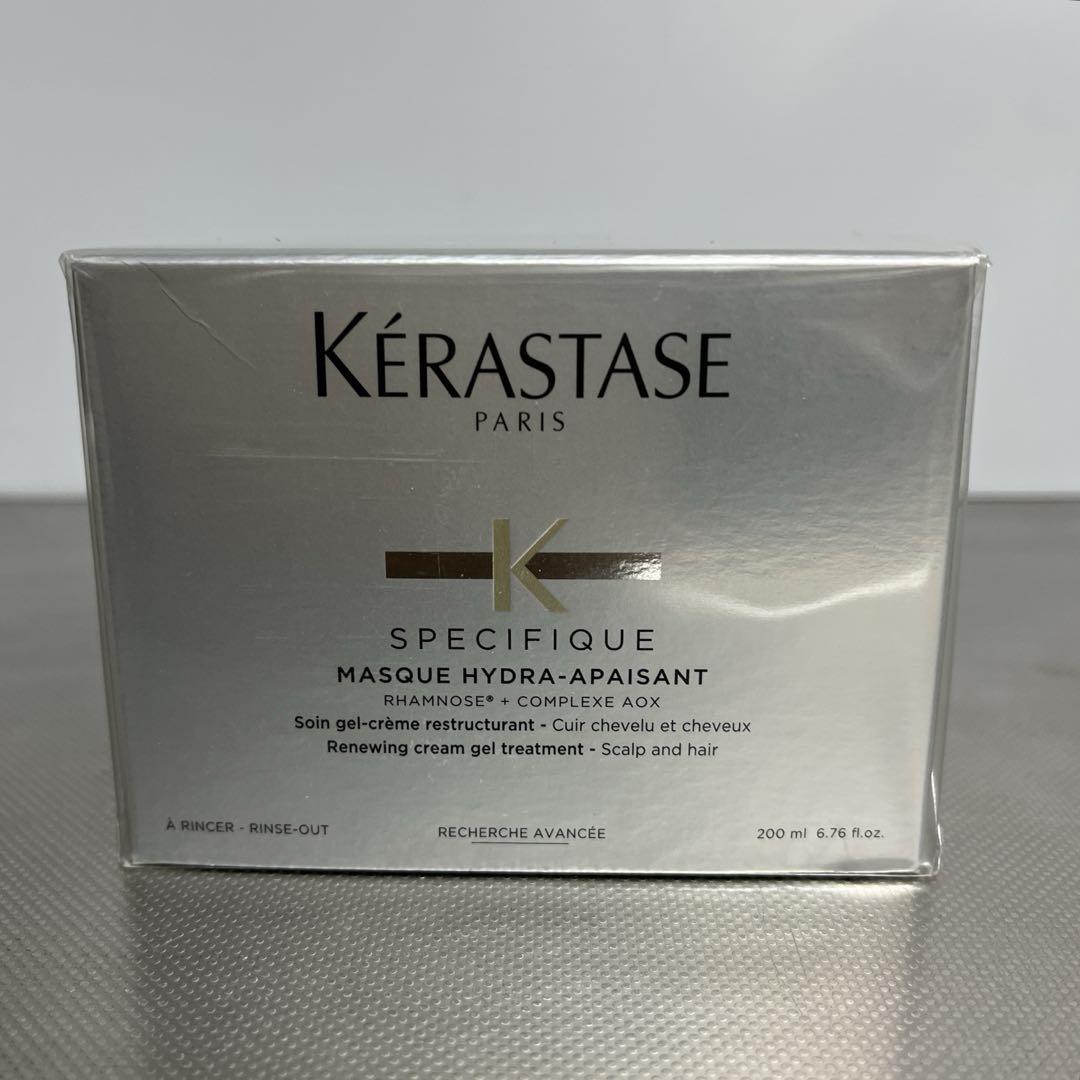 KÉRASTASE
PARIS
K
SPECIFIQUE
MASQUE HYDRA-APAISANT
RHAMNOSE® + COMPLEXE AOX
Soin gel-crème restructurant - Cuir chevelu et cheveux
Renewing cream gel treatment - Scalp and hair
À RINCER - RINSE-OUT
RECHERCHE AVANCÉE
200 ml 6.76 fl.oz.